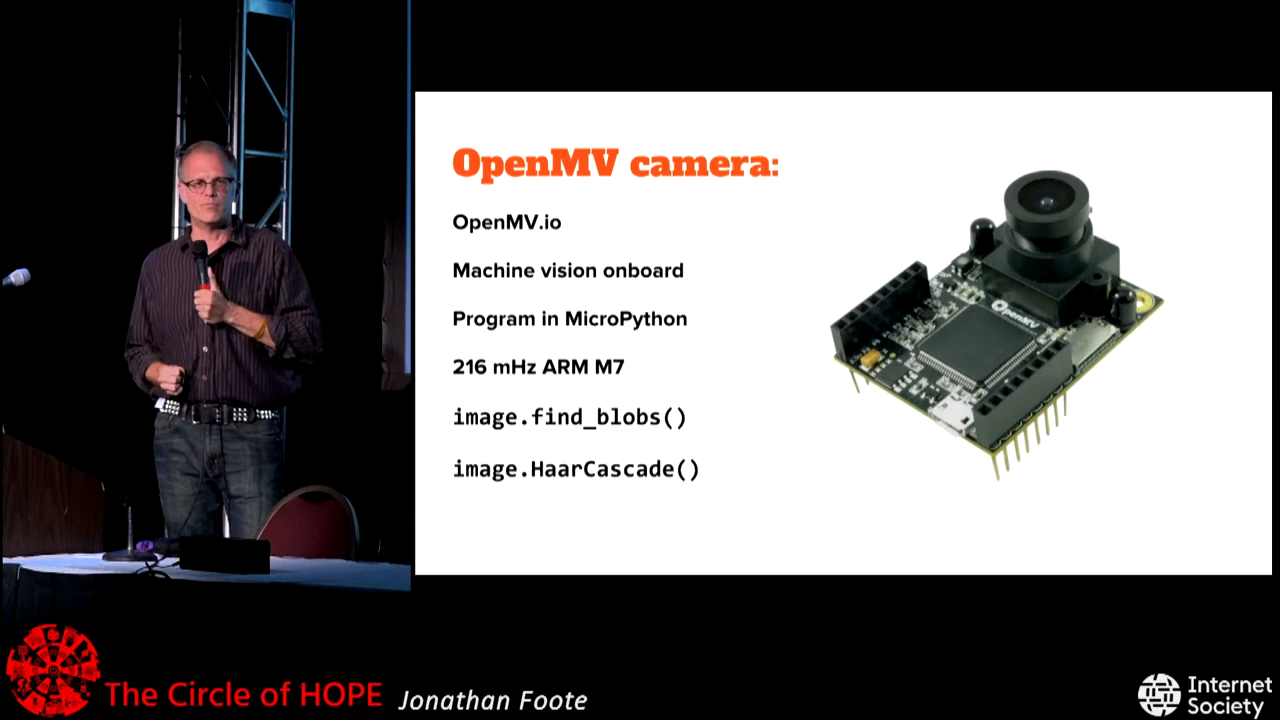 OpenMV camera:
OpenMV.io
Machine vision onboard
Program in MicroPython
216 mHz ARM M7
image.find_blobs()
image.HaarCascade()
OpenMV
The Circle of HOPE
Jonathan Foote
Internet
Society